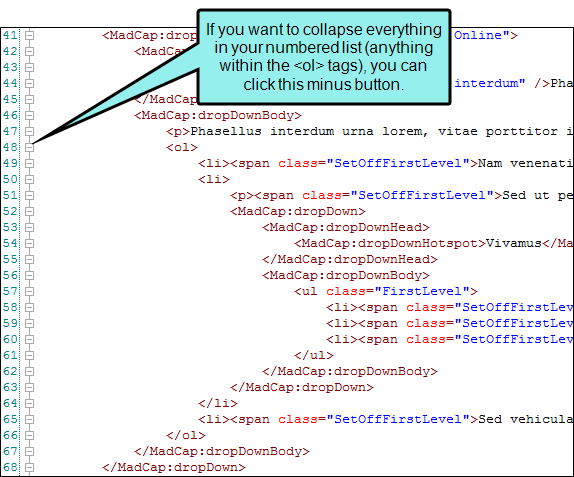 If you want to collapse everything
in your numbered list (anything
within the <ol> tags), you can
click this minus button.
41 <MadCap:drop Online">
42 <MadCap
43
44 interdum" />Pha
45 </MadCa
46 <MadCap:dropDownBody>
47 <p>Phasellus interdum urna lorem, vitae porttitor i
48 <ol>
49 <li><span class="SetOffFirstLevel">Nam venenati
50 <li>
51 <p><span class="SetOffFirstLevel">Sed ut pe
52 <MadCap:dropDown>
53 <MadCap:dropDownHead>
54 <MadCap:dropDownHotspot>Vivamus</Ma
55 </MadCap:dropDownHead>
56 <MadCap:dropDownBody>
57 <ul class="FirstLevel">
58 <li><span class="SetOffFirstLev
59 <li><span class="SetOffFirstLev
60 <li><span class="SetOffFirstLev
61 </ul>
62 </MadCap:dropDownBody>
63 </MadCap:dropDown>
64 </li>
65 <li><span class="SetOffFirstLevel">Sed vehicula
66 </ol>
67 </MadCap:dropDownBody>
68 </MadCap:dropDown>